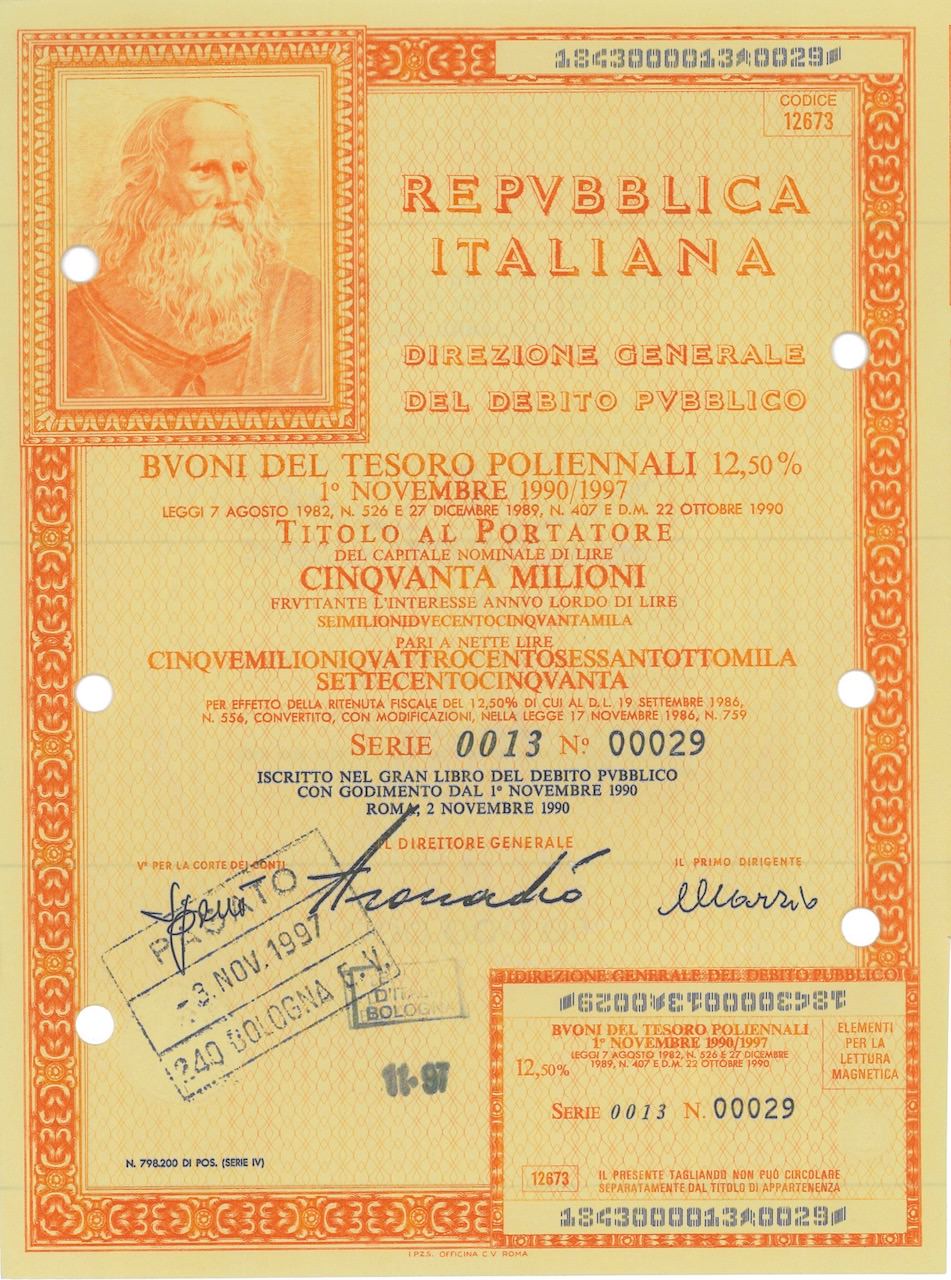 CODICE
12673
REPVBBLICA
ITALIANA
DIREZIONE GENERALE
DEL DEBITO PVBBLICO
BVONI DEL TESORO POLIENNALI 12,50%
1º NOVEMBRE 1990/1997
LEGGI 7 AGOSTO 1982, N. 526 E 27 DICEMBRE 1989, N. 407 E D.M. 22 OTTOBRE 1990
TITOLO AL PORTATORE
DEL CAPITALE NOMINALE DI LIRE
CINQVANTA MILIONI
FRVTTANTE L'INTERESSE ANNVO LORDO DI LIRE
SEIMILIONIDVECENTOCINQVANTAMILA
PARI A NETTE LIRE
CINQVEMILIONIQVATTROCENTOSESSANTOTTOMILA
SETTECENTOCINQVANTA
PER EFFETTO DELLA RITENUTA FISCALE DEL 12,50% DI CUI AL D.L. 19 SETTEMBRE 1986,
N. 556, CONVERTITO, CON MODIFICAZIONI, NELLA LEGGE 17 NOVEMBRE 1986, N. 759
SERIE 0013 Nº 00029
ISCRITTO NEL GRAN LIBRO DEL DEBITO PVBBLICO
CON GODIMENTO DAL 1º NOVEMBRE 1990
ROMA, 2 NOVEMBRE 1990
IL DIRETTORE GENERALE
Vº PER LA CORTE DEI CONTI
IL PRIMO DIRIGENTE
PAGATO
-3. NOV. 1997
240 BOLOGNA C.V.
D'ITAL
BOLOGNA
11-97
N. 798.200 DI POS. (SERIE IV)
DIREZIONE GENERALE DEL DEBITO PUBBLICO
BVONI DEL TESORO POLIENNALI
1º NOVEMBRE 1990/1997
LEGGI 7 AGOSTO 1982, N. 526 E 27 DICEMBRE
1989, N. 407 E D.M. 22 OTTOBRE 1990
12,50%
ELEMENTI
PER LA
LETTURA
MAGNETICA
SERIE 0013 N. 00029
12673
IL PRESENTE TAGLIANDO NON PUÒ CIRCOLARE
SEPARATAMENTE DAL TITOLO DI APPARTENENZA
I.P.Z.S. OFFICINA C.V. ROMA